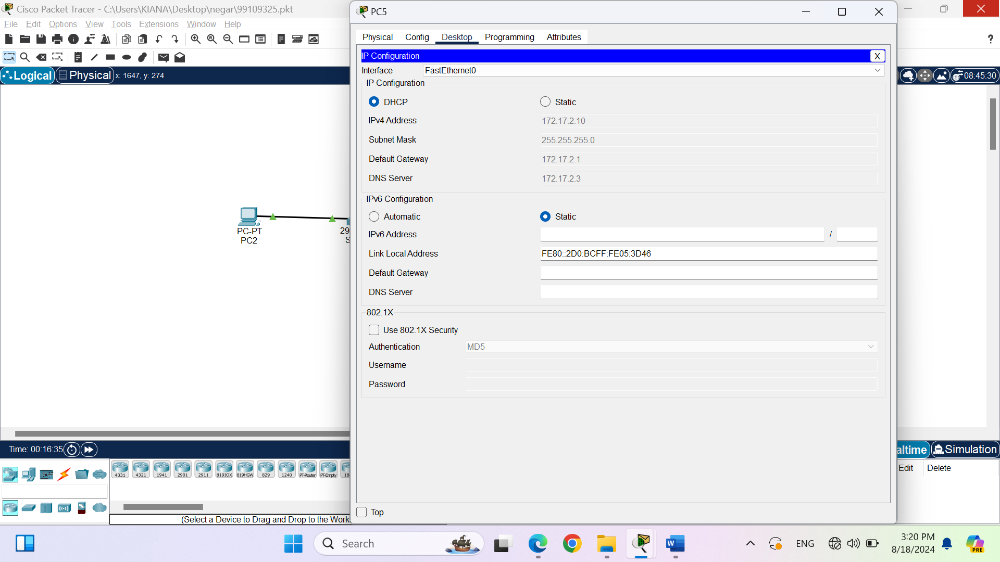 Cisco Packet Tracer - C:\Users\KIANA\Desktop\negar\99109325.pkt
File Edit Options View Tools Extensions Window Help
?
Logical Physical x: 1647, y: 274
08:45:30
PC-PT
PC2
29
S
PC5
Physical Config Desktop Programming Attributes
IP Configuration X
Interface FastEthernet0
IP Configuration
DHCP Static
IPv4 Address 172.17.2.10
Subnet Mask 255.255.255.0
Default Gateway 172.17.2.1
DNS Server 172.17.2.3
IPv6 Configuration
Automatic Static
IPv6 Address /
Link Local Address FE80::2D0:BCFF:FE05:3D46
Default Gateway
DNS Server
802.1X
Use 802.1X Security
Authentication MD5
Username
Password
Top
Time: 00:16:35
altime Simulation
4331 4321 1941 2901 2911 819IOX 819HGW 829 1240 PT-Router PT-Empty 18
Edit Delete
(Select a Device to Drag and Drop to the Work
Search
ENG
3:20 PM
8/18/2024
PRE